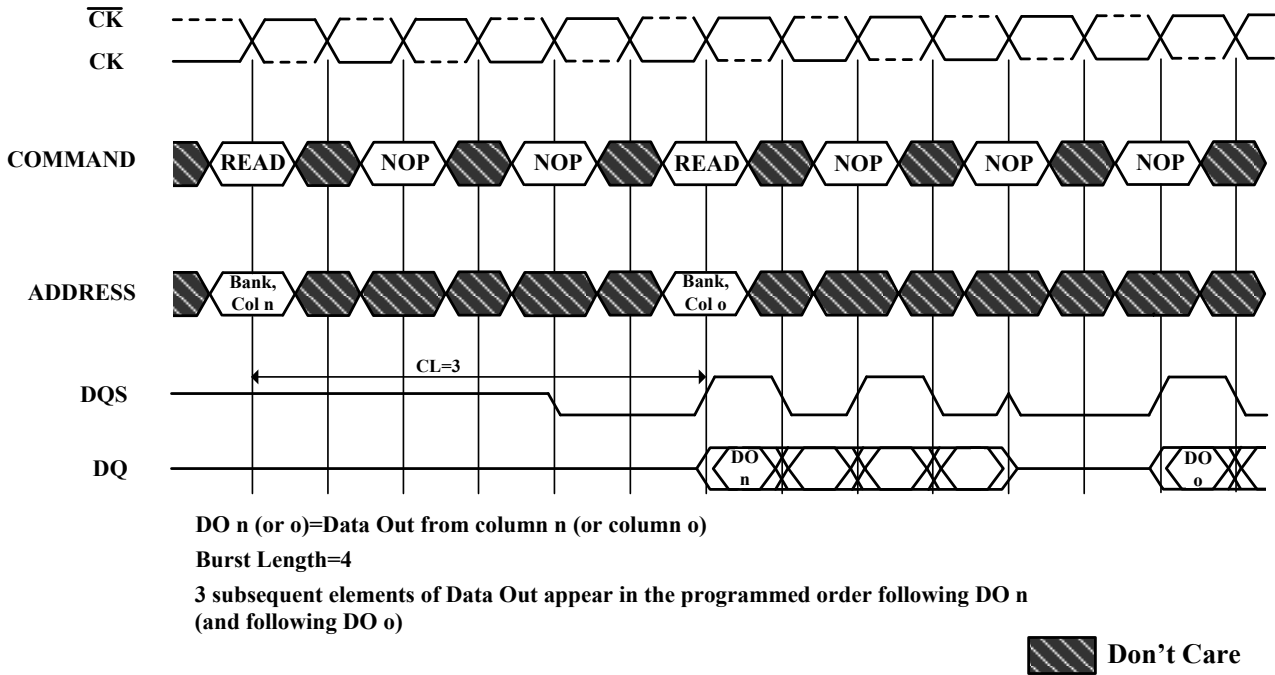 CK
CK
COMMAND READ NOP NOP READ NOP NOP NOP
ADDRESS Bank, Col n Bank, Col o
CL=3
DQS
DQ DO n DO o
DO n (or o)=Data Out from column n (or column o)
Burst Length=4
3 subsequent elements of Data Out appear in the programmed order following DO n
(and following DO o)
Don't Care